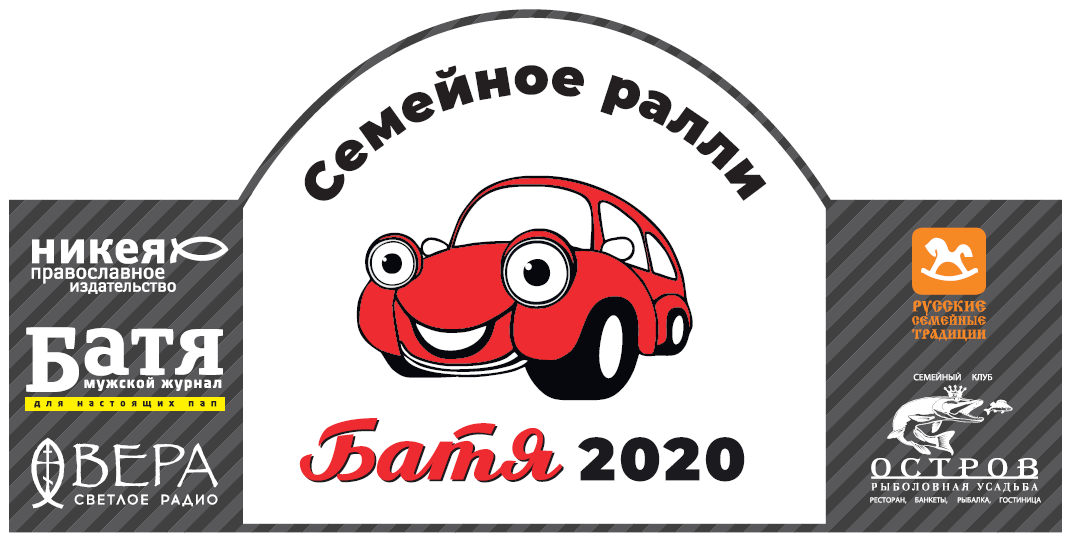 Семейное ралли
Батя 2020
никея
православное
издательство
Батя
мужской журнал
для настоящих пап
ВЕРА
СВЕТЛОЕ РАДИО
РУССКИЕ
СЕМЕЙНЫЕ
ТРАДИЦИИ
СЕМЕЙНЫЙ КЛУБ
ОСТРОВ
РЫБОЛОВНАЯ УСАДЬБА
РЕСТОРАН, БАНКЕТЫ, РЫБАЛКА, ГОСТИНИЦА